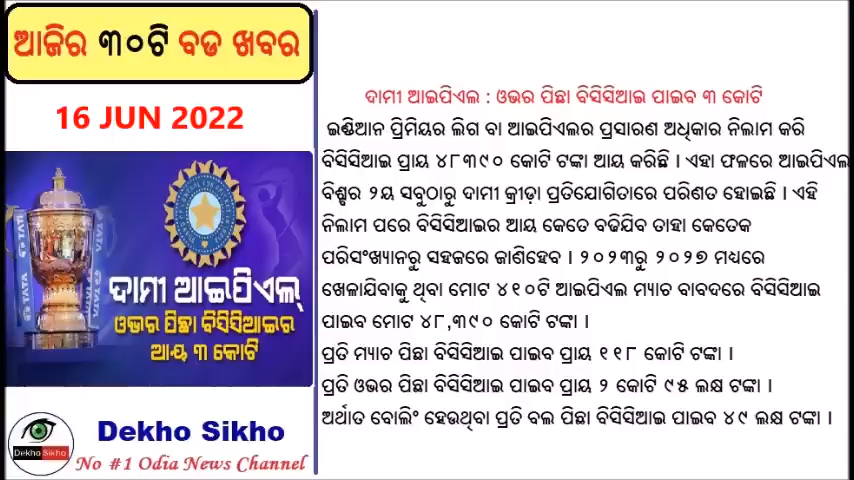 ଆଜିର ୩୦ଟି ବଡ ଖବର
16 JUN 2022
TATA
ଦାମୀ ଆଇପିଏଲ୍
ଓଭର ପିଛା ବିସିସିଆଇର
ଆୟ ୩ କୋଟି
Dekho Sikho
Dekho Sikho
No #1 Odia News Channel
ଦାମୀ ଆଇପିଏଲ : ଓଭର ପିଛା ବିସିସିଆଇ ପାଇବ ୩ କୋଟି
ଇଣ୍ଡିଆନ ପ୍ରିମିୟର ଲିଗ ବା ଆଇପିଏଲର ପ୍ରସାରଣ ଅଧିକାର ନିଲାମ କରି
ବିସିସିଆଇ ପ୍ରାୟ ୪୮୩୯୦ କୋଟି ଟଙ୍କା ଆୟ କରିଛି । ଏହା ଫଳରେ ଆଇପିଏଲ
ବିଶ୍ବର ୨ୟ ସବୁଠାରୁ ଦାମୀ କ୍ରୀଡ଼ା ପ୍ରତିଯୋଗିତାରେ ପରିଣତ ହୋଇଛି । ଏହି
ନିଲାମ ପରେ ବିସିସିଆଇର ଆୟ କେତେ ବଢିଯିବ ତାହା କେତେକ
ପରିସଂଖ୍ୟାନରୁ ସହଜରେ ଜାଣିହେବ । ୨୦୨୩ରୁ ୨୦୨୭ ମଧ୍ୟରେ
ଖେଳାଯିବାକୁ ଥିବା ମୋଟ ୪୧୦ଟି ଆଇପିଏଲ ମ୍ୟାଚ ବାବଦରେ ବିସିସିଆଇ
ପାଇବ ମୋଟ ୪୮,୩୯୦ କୋଟି ଟଙ୍କା ।
ପ୍ରତି ମ୍ୟାଚ ପିଛା ବିସିସିଆଇ ପାଇବ ପ୍ରାୟ ୧୧୮ କୋଟି ଟଙ୍କା ।
ପ୍ରତି ଓଭର ପିଛା ବିସିସିଆଇ ପାଇବ ପ୍ରାୟ ୨ କୋଟି ୯୫ ଲକ୍ଷ ଟଙ୍କା ।
ଅର୍ଥାତ ବୋଲିଂ ହେଉଥିବା ପ୍ରତି ବଲ ପିଛା ବିସିସିଆଇ ପାଇବ ୪୯ ଲକ୍ଷ ଟଙ୍କା ।